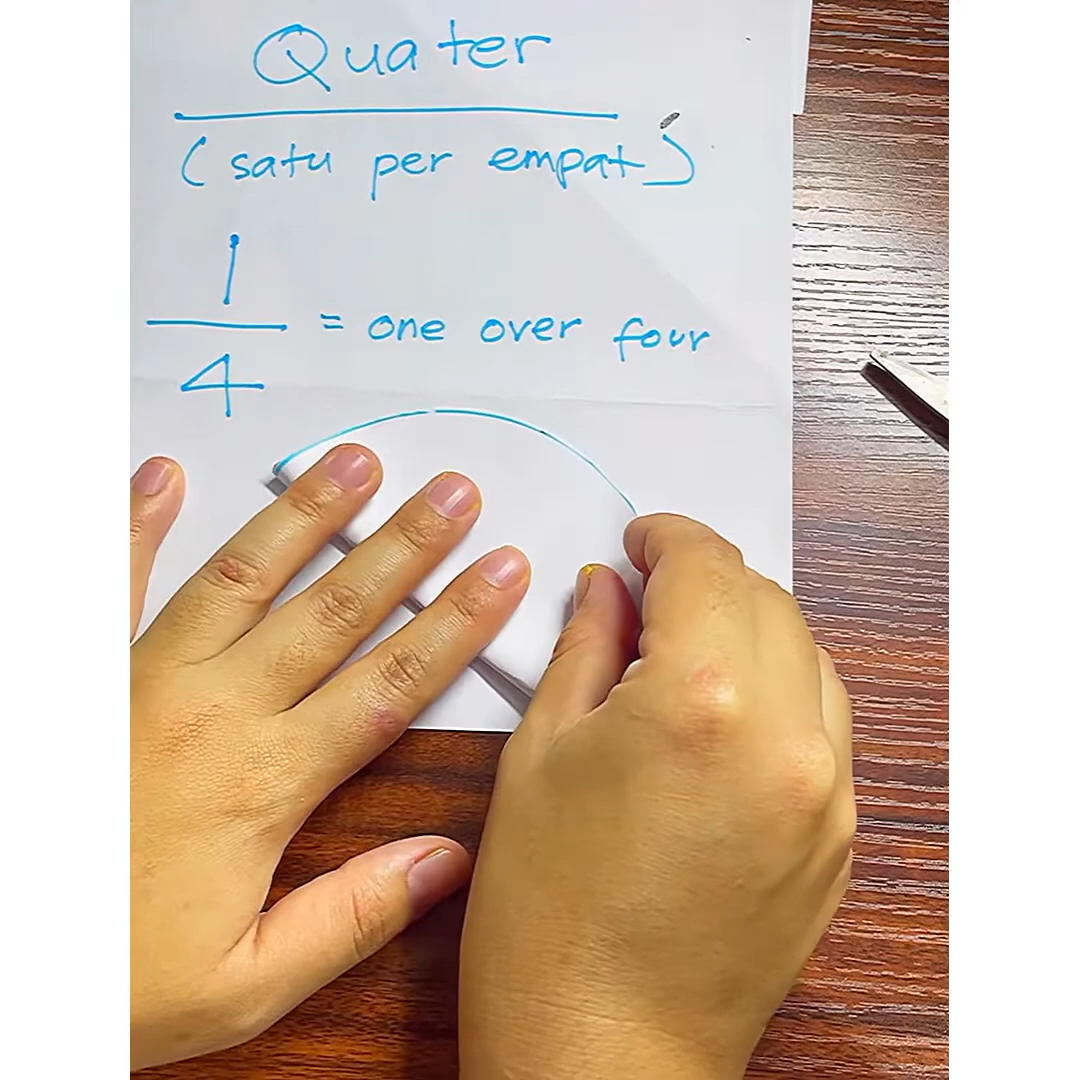 Quater
(satu per empat)
1
4
= one over four